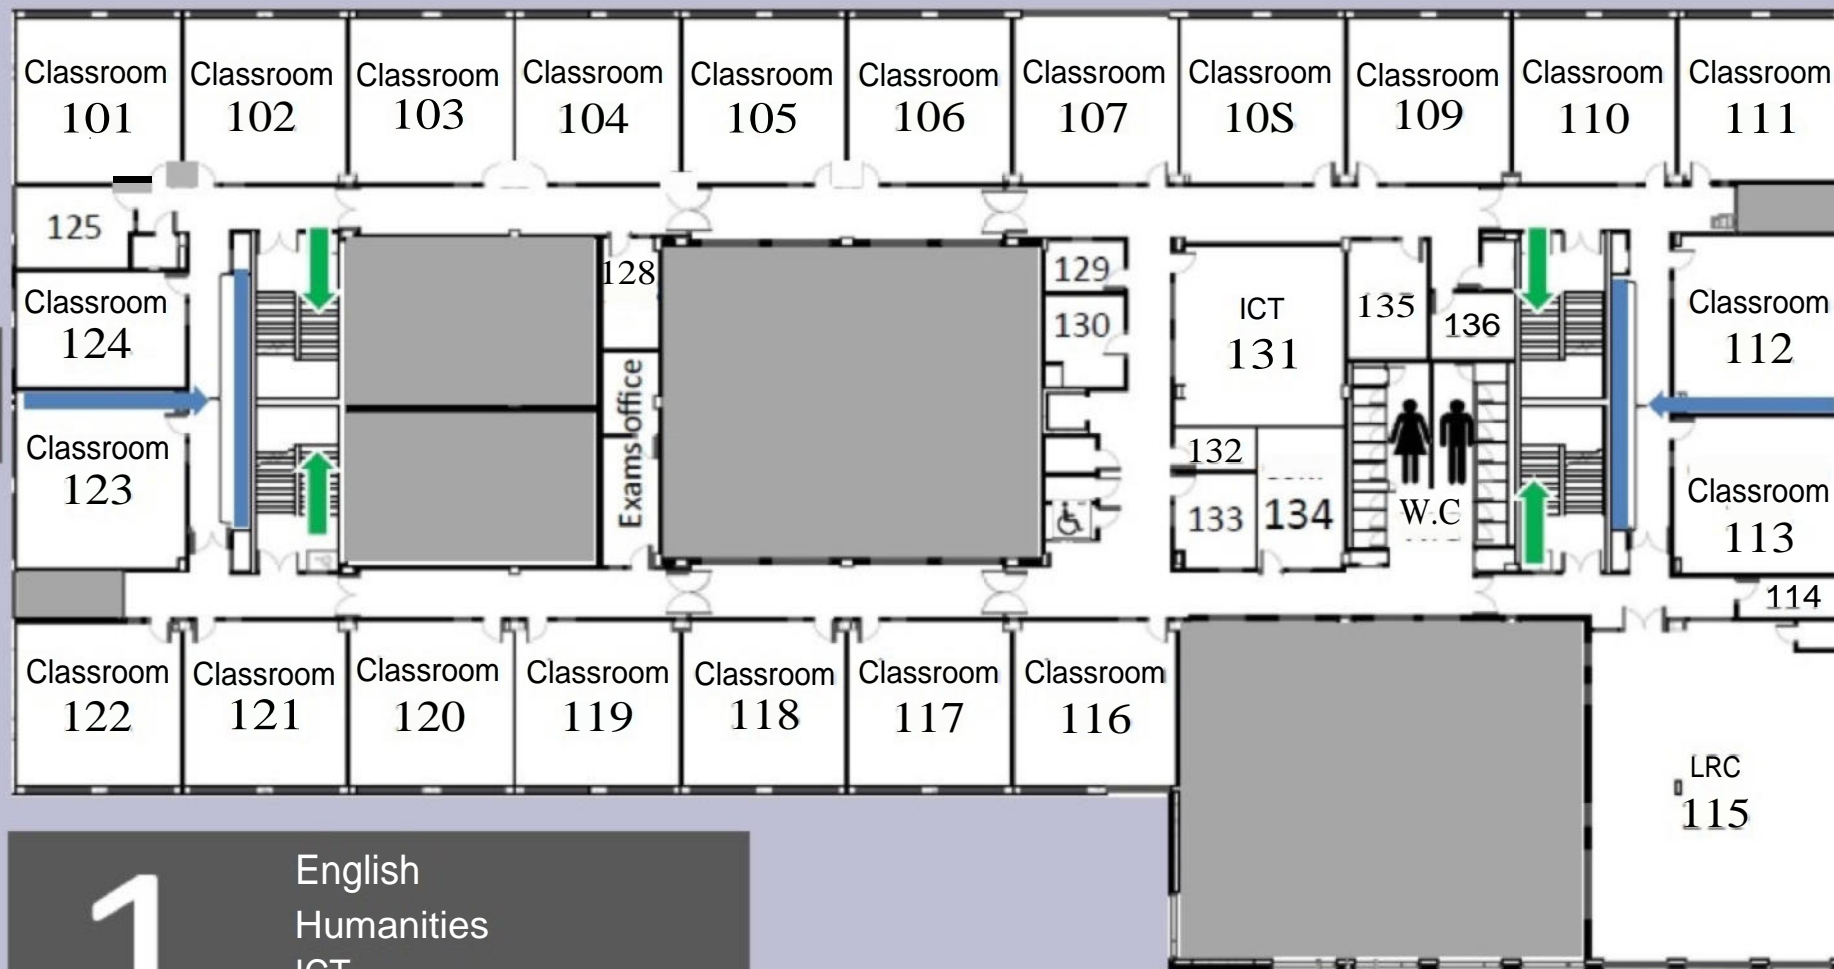 Classroom
101
Classroom
102
Classroom
103
Classroom
104
Classroom
105
Classroom
106
Classroom
107
Classroom
10S
Classroom
109
Classroom
110
Classroom
111
125
128
129
130
ICT
131
135
136
Classroom
124
Classroom
112
Exams office
Classroom
123
132
133
134
W.C
Classroom
113
114
Classroom
122
Classroom
121
Classroom
120
Classroom
119
Classroom
118
Classroom
117
Classroom
116
LRC
115
1
English
Humanities
ICT